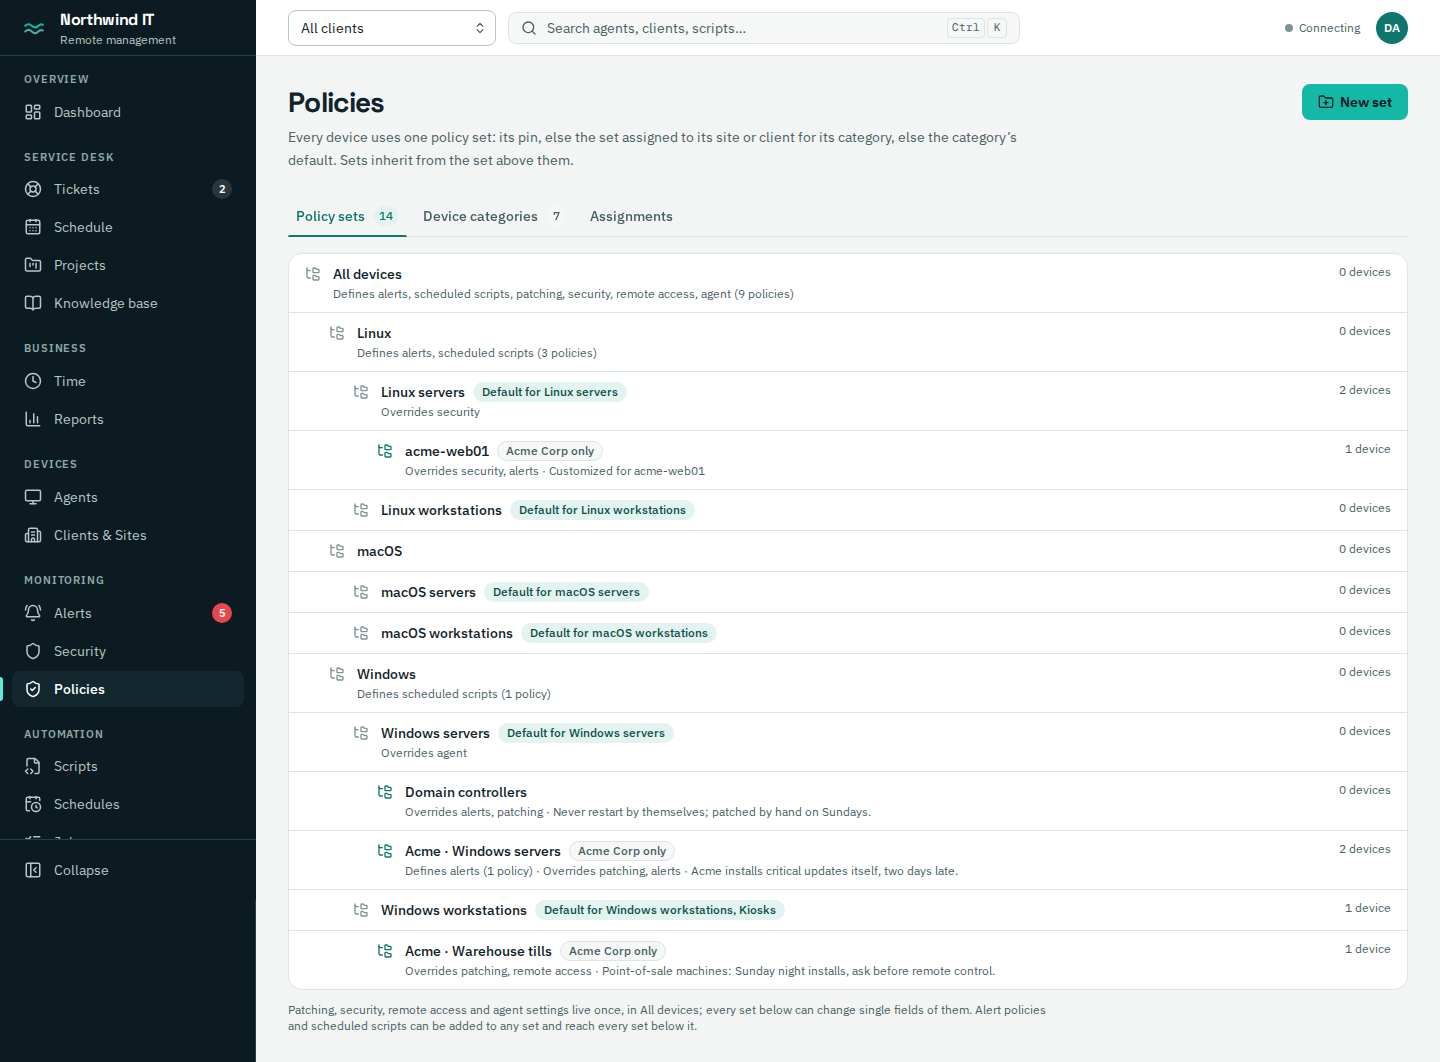 Northwind IT
Remote management
All clients
Search agents, clients, scripts...
Ctrl K
Connecting
DA
OVERVIEW
Dashboard
SERVICE DESK
Tickets 2
Schedule
Projects
Knowledge base
BUSINESS
Time
Reports
DEVICES
Agents
Clients & Sites
MONITORING
Alerts 5
Security
Policies
AUTOMATION
Scripts
Schedules
Collapse
Policies
New set
Every device uses one policy set: its pin, else the set assigned to its site or client for its category, else the category’s
default. Sets inherit from the set above them.
Policy sets 14 Device categories 7 Assignments
All devices 0 devices
Defines alerts, scheduled scripts, patching, security, remote access, agent (9 policies)
Linux 0 devices
Defines alerts, scheduled scripts (3 policies)
Linux servers Default for Linux servers 2 devices
Overrides security
acme-web01 Acme Corp only 1 device
Overrides security, alerts · Customized for acme-web01
Linux workstations Default for Linux workstations 0 devices
macOS 0 devices
macOS servers Default for macOS servers 0 devices
macOS workstations Default for macOS workstations 0 devices
Windows 0 devices
Defines scheduled scripts (1 policy)
Windows servers Default for Windows servers 0 devices
Overrides agent
Domain controllers 0 devices
Overrides alerts, patching · Never restart by themselves; patched by hand on Sundays.
Acme · Windows servers Acme Corp only 2 devices
Defines alerts (1 policy) · Overrides patching, alerts · Acme installs critical updates itself, two days late.
Windows workstations Default for Windows workstations, Kiosks 1 device
Acme · Warehouse tills Acme Corp only 1 device
Overrides patching, remote access · Point-of-sale machines: Sunday night installs, ask before remote control.
Patching, security, remote access and agent settings live once, in All devices; every set below can change single fields of them. Alert policies
and scheduled scripts can be added to any set and reach every set below it.